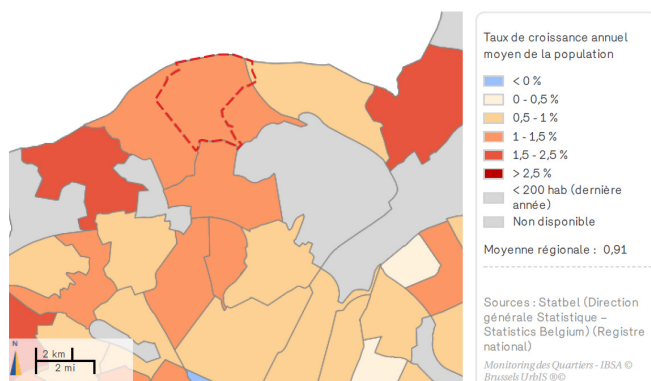 Taux de croissance annuel
moyen de la population
< 0 %
0 - 0,5 %
0,5 - 1 %
1 - 1,5 %
1,5 - 2,5 %
> 2,5 %
< 200 hab (dernière
année)
Non disponible
Moyenne régionale : 0,91
Sources : Statbel (Direction
générale Statistique –
Statistics Belgium) (Registre
national)
Monitoring des Quartiers - IBSA ©
Brussels UrbIS ®©
N
2 km
2 mi